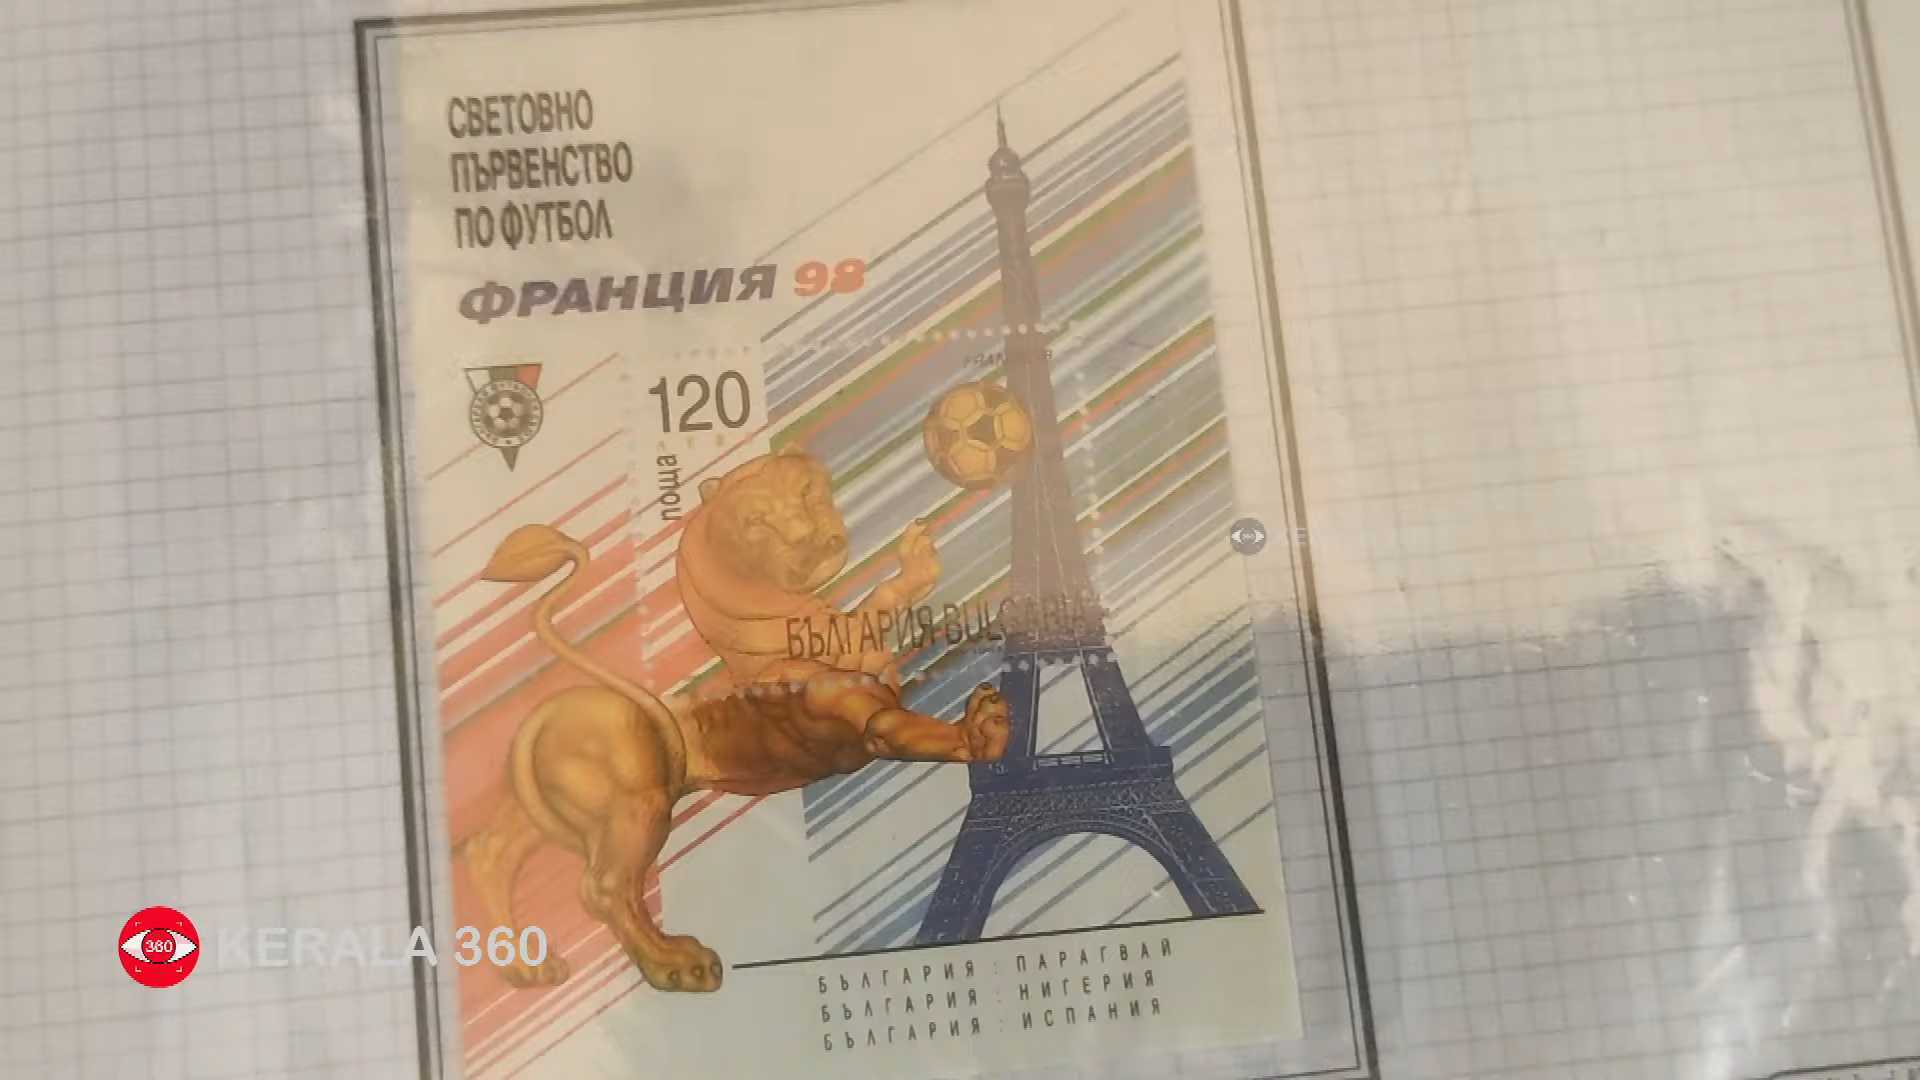 СВЕТОВНО
ПЪРВЕНСТВО
ПО ФУТБОЛ
ФРАНЦИЯ 98
120
ЛЕВА
поща
БЪЛГАРИЯ BULGARIA
БЪЛГАРИЯ : ПАРАГВАЙ
БЪЛГАРИЯ : НИГЕРИЯ
БЪЛГАРИЯ : ИСПАНИЯ
360
KERALA 360